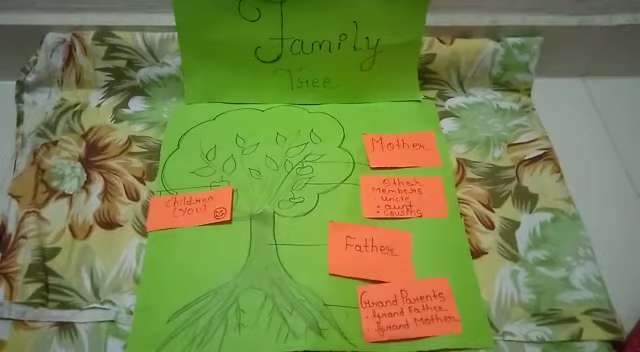 Family
Tree
Mother
Other
Members
· uncle
· aunt
· cousins
Children
(You)
Father
Grand Parents
· Grand Father
· Grand Mother